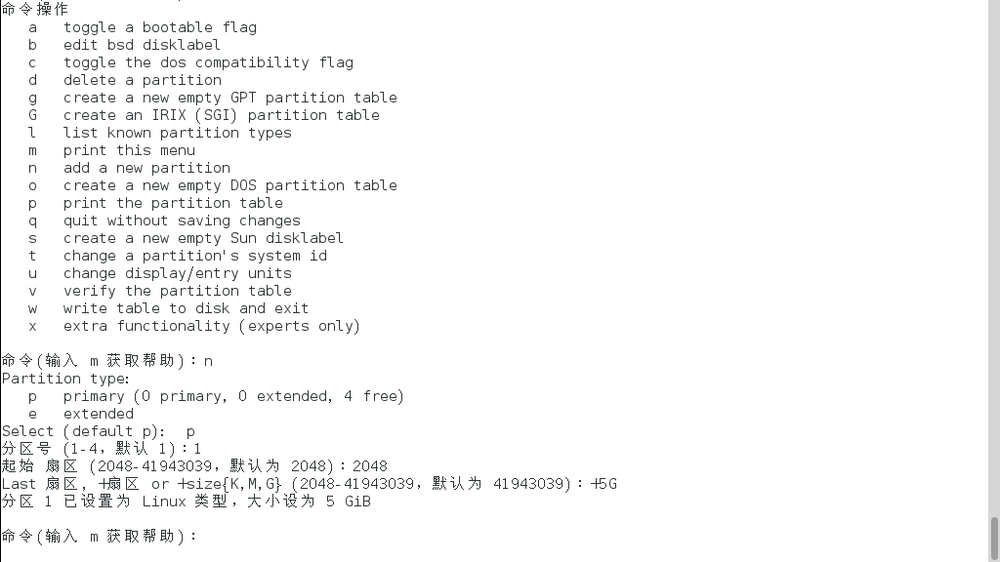 命令操作
a toggle a bootable flag
b edit bsd disklabel
c toggle the dos compatibility flag
d delete a partition
g create a new empty GPT partition table
G create an IRIX (SGI) partition table
l list known partition types
m print this menu
n add a new partition
o create a new empty DOS partition table
p print the partition table
q quit without saving changes
s create a new empty Sun disklabel
t change a partition's system id
u change display/entry units
v verify the partition table
w write table to disk and exit
x extra functionality (experts only)
命令(输入 m 获取帮助)：n
Partition type:
p primary (0 primary, 0 extended, 4 free)
e extended
Select (default p): p
分区号 (1-4，默认 1)：1
起始 扇区 (2048-41943039，默认为 2048)：2048
Last 扇区, +扇区 or +size{K,M,G} (2048-41943039，默认为 41943039)：+5G
分区 1 已设置为 Linux 类型，大小设为 5 GiB
命令(输入 m 获取帮助)：